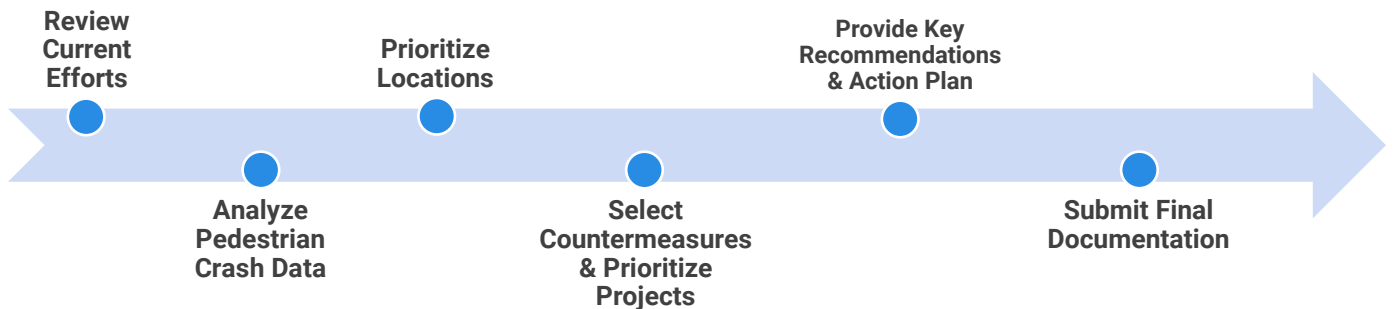 Review
Current
Efforts
Analyze
Pedestrian
Crash Data
Prioritize
Locations
Select
Countermeasures
& Prioritize
Projects
Provide Key
Recommendations
& Action Plan
Submit Final
Documentation